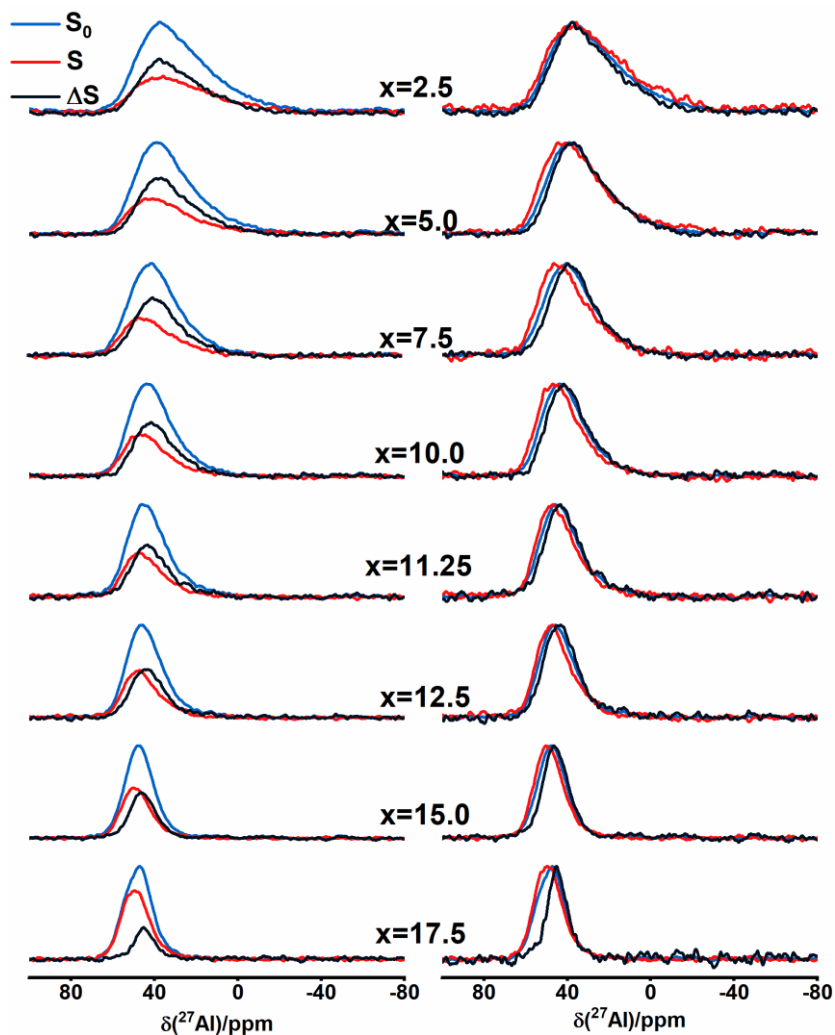 S₀
S
ΔS
x=2.5
x=5.0
x=7.5
x=10.0
x=11.25
x=12.5
x=15.0
x=17.5
80 40 0 -40 -80 80 40 0 -40 -80
δ(²⁷Al)/ppm δ(²⁷Al)/ppm